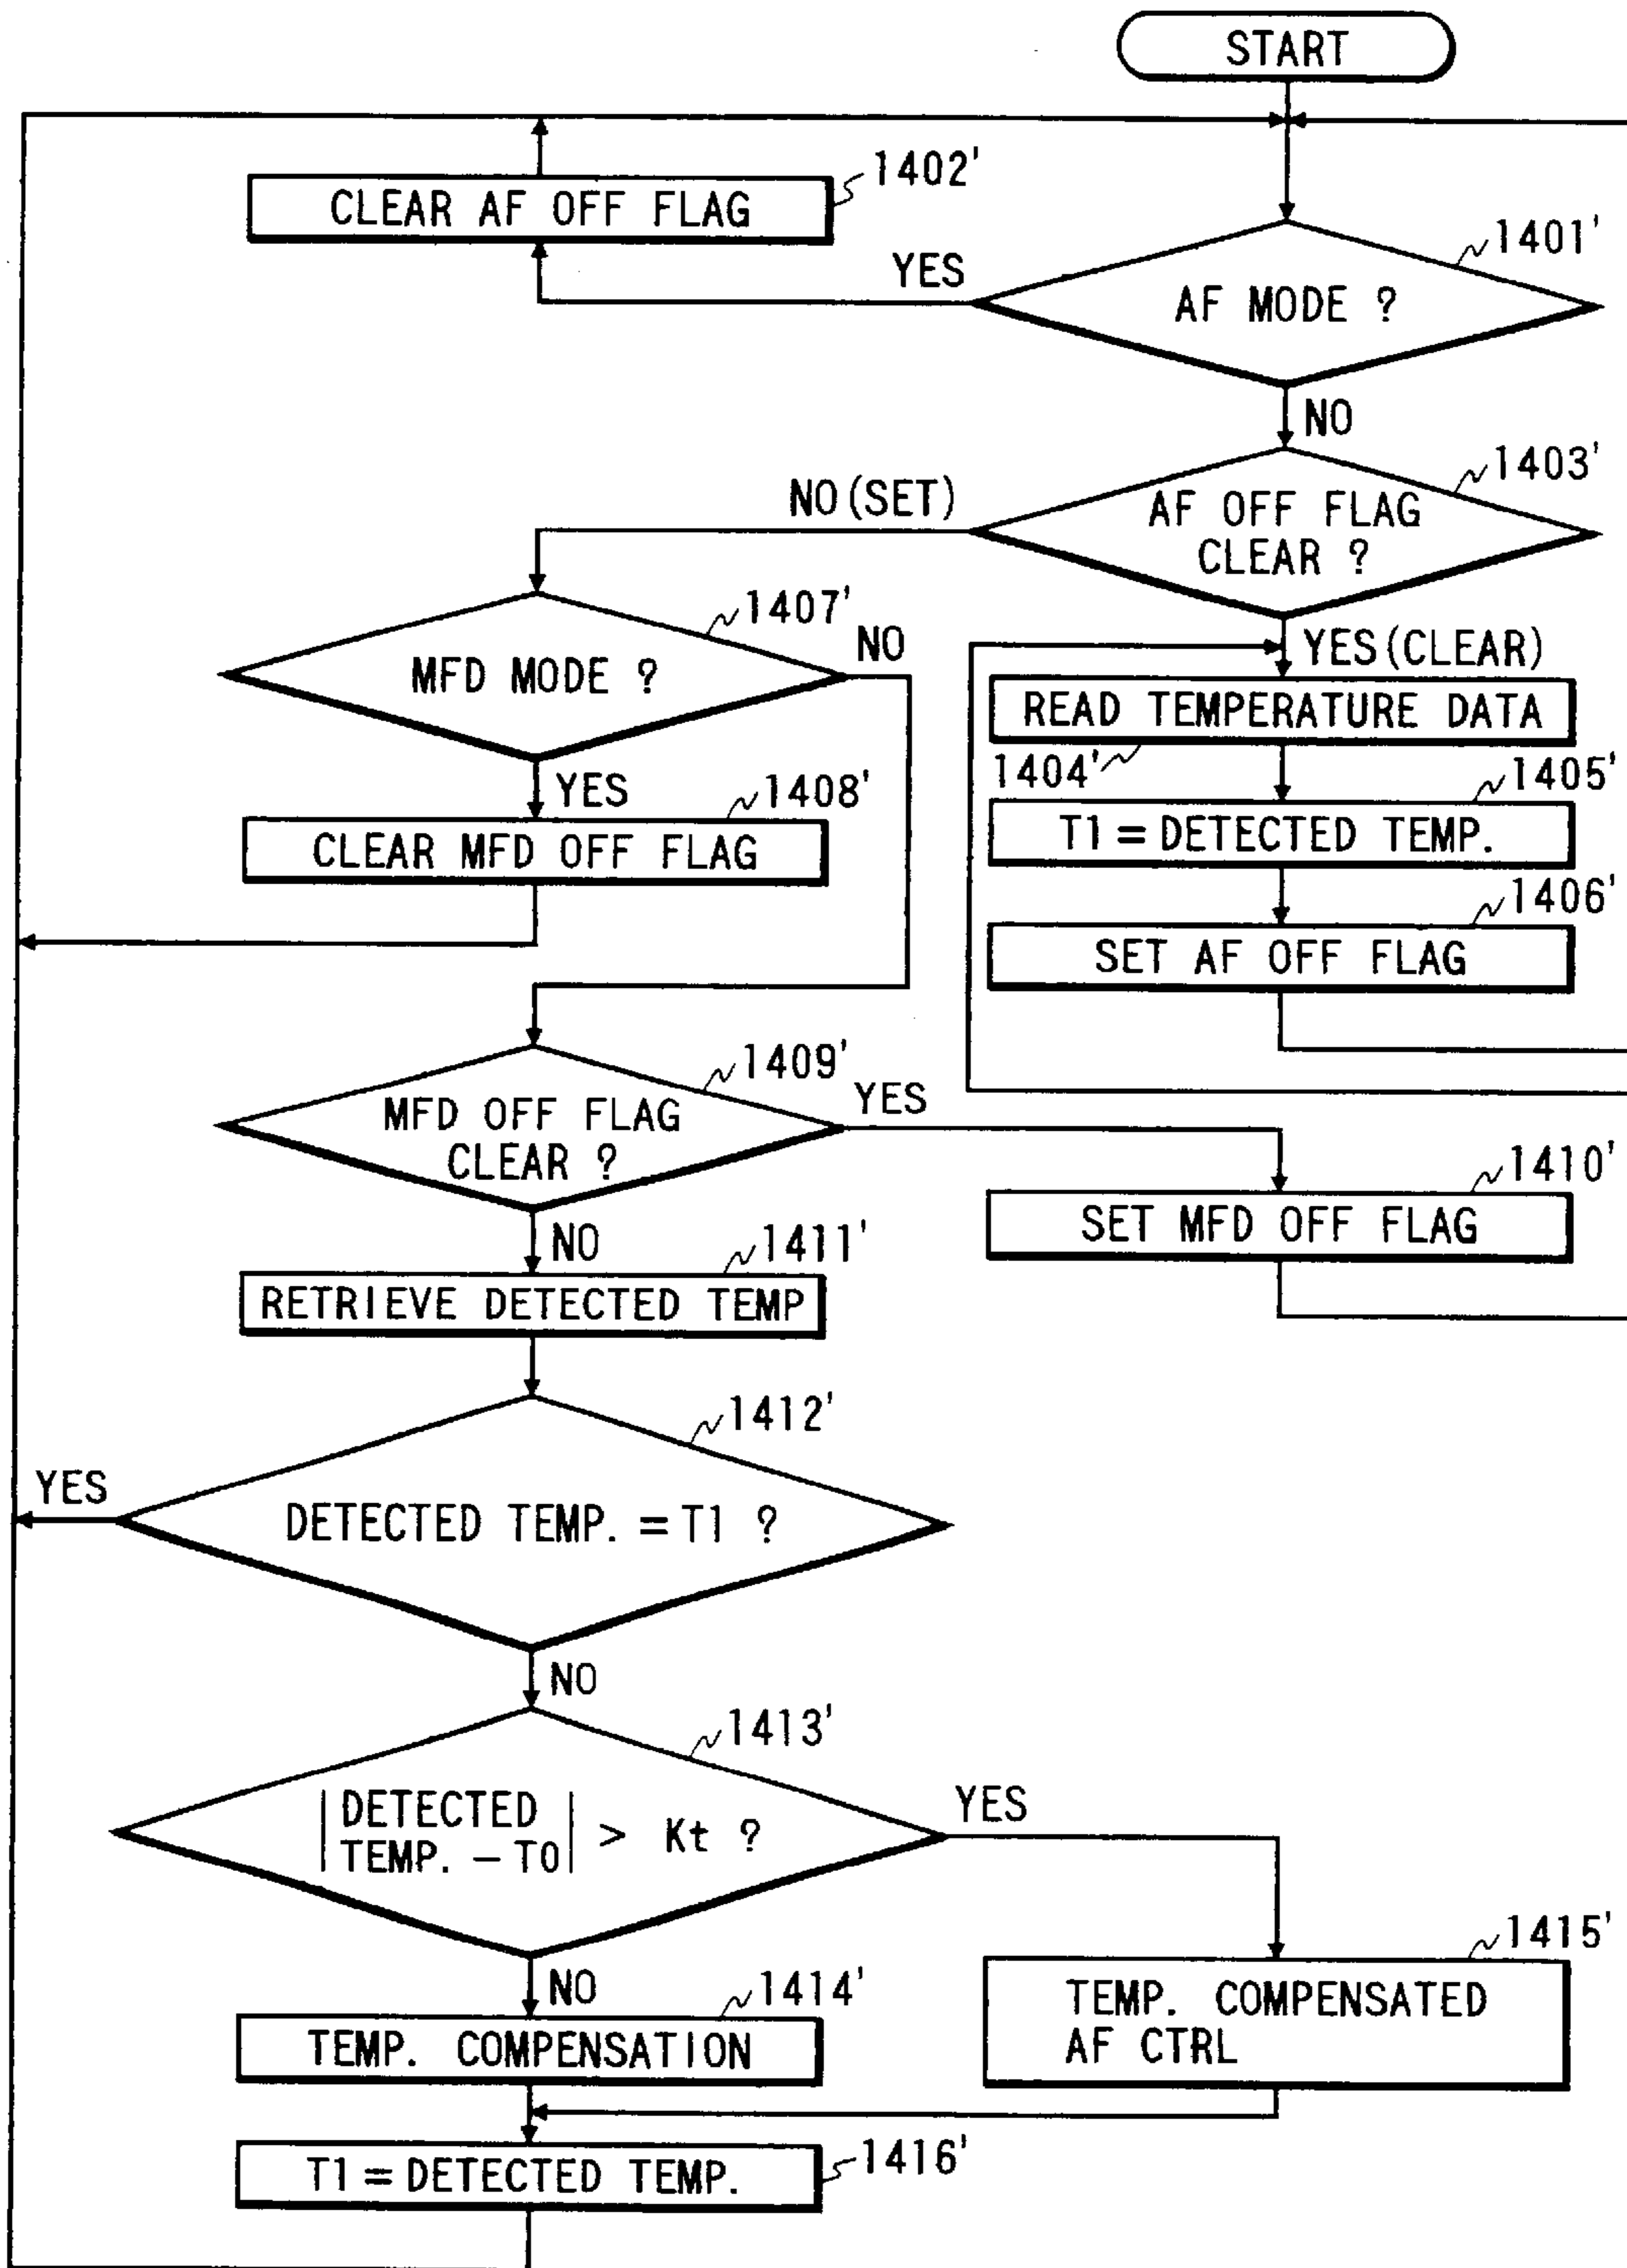 START
CLEAR AF OFF FLAG
1402'
1401'
YES
AF MODE ?
NO
1403'
NO(SET)
AF OFF FLAG
CLEAR ?
1407'
NO
MFD MODE ?
YES(CLEAR)
READ TEMPERATURE DATA
1404'
1405'
YES
1408'
T1 = DETECTED TEMP.
CLEAR MFD OFF FLAG
1406'
SET AF OFF FLAG
1409'
YES
MFD OFF FLAG
CLEAR ?
1410'
SET MFD OFF FLAG
NO
1411'
RETRIEVE DETECTED TEMP
1412'
YES
DETECTED TEMP. = T1 ?
NO
1413'
YES
|DETECTED
TEMP. – T0| > Kt ?
1415'
NO
1414'
TEMP. COMPENSATED
AF CTRL
TEMP. COMPENSATION
1416'
T1 = DETECTED TEMP.